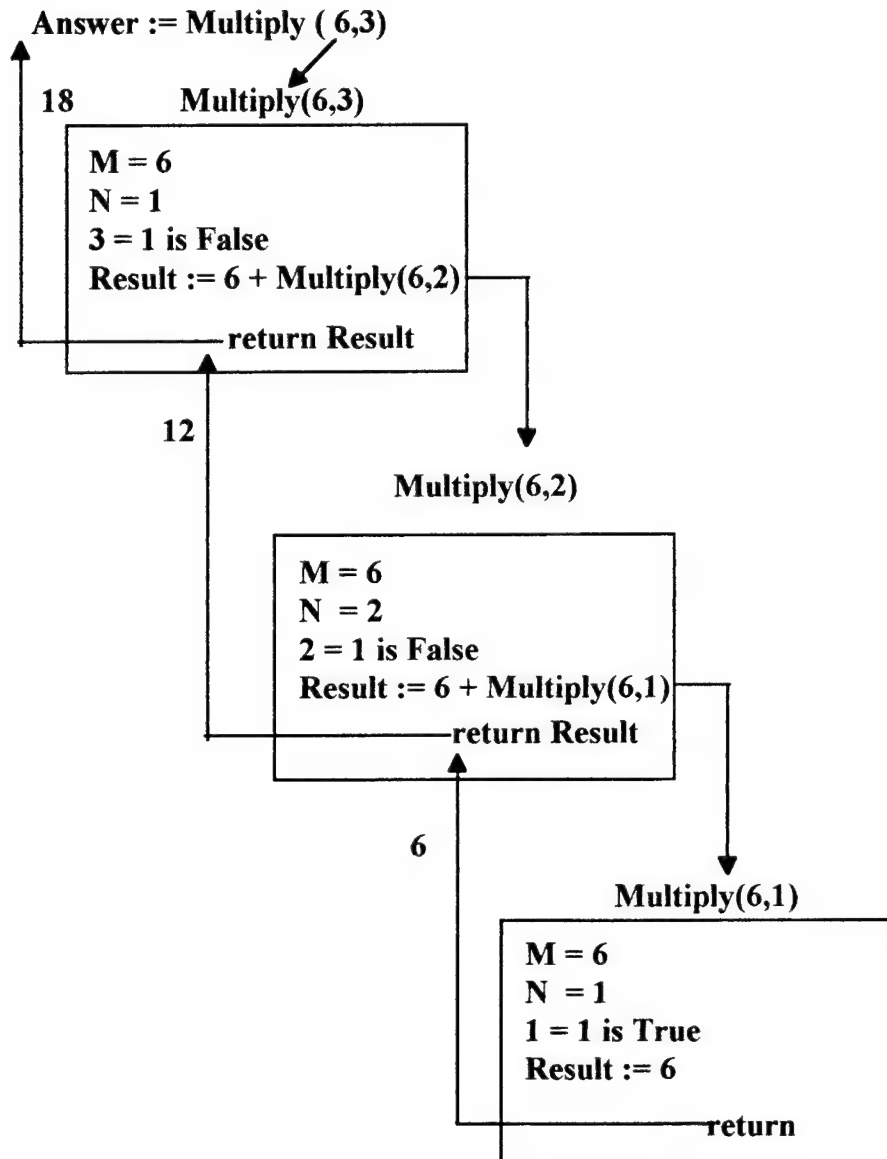 Answer := Multiply ( 6,3)
18
Multiply(6,3)
M = 6
N = 1
3 = 1 is False
Result := 6 + Multiply(6,2)
return Result
12
Multiply(6,2)
M = 6
N = 2
2 = 1 is False
Result := 6 + Multiply(6,1)
return Result
6
Multiply(6,1)
M = 6
N = 1
1 = 1 is True
Result := 6
return